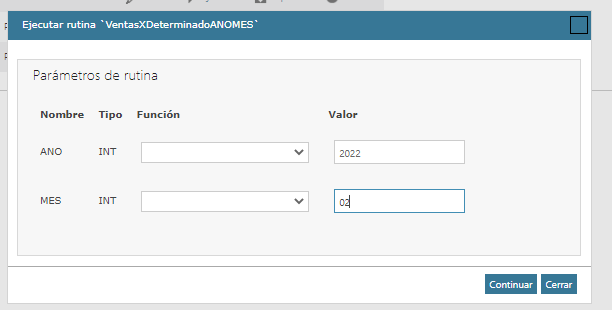 Ejecutar rutina `VentasXDeterminadoANOMES`
Parámetros de rutina
Nombre Tipo Función Valor
ANO INT 2022
MES INT 02
Continuar Cerrar